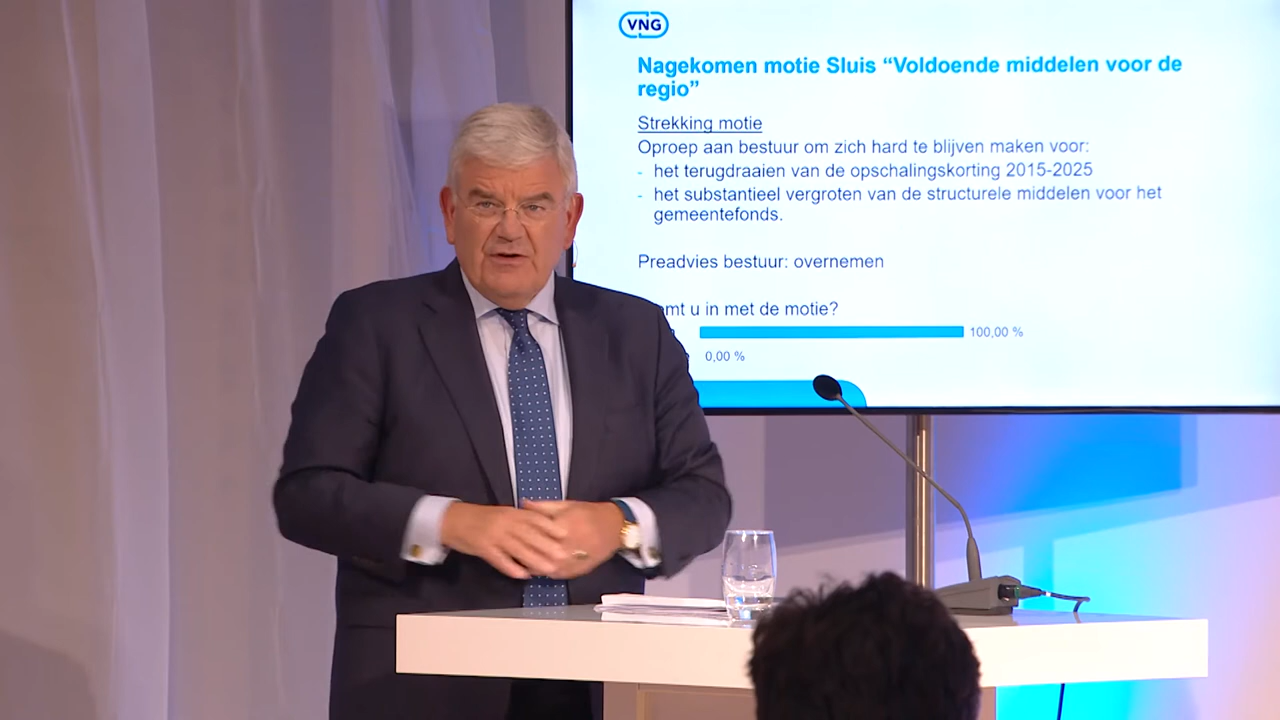 VNG
Nagekomen motie Sluis “Voldoende middelen voor de
regio”
Strekking motie
Oproep aan bestuur om zich hard te blijven maken voor:
- het terugdraaien van de opschalingskorting 2015-2025
- het substantieel vergroten van de structurele middelen voor het
gemeentefonds.
Preadvies bestuur: overnemen
u in met de motie?
100,00 %
0,00 %